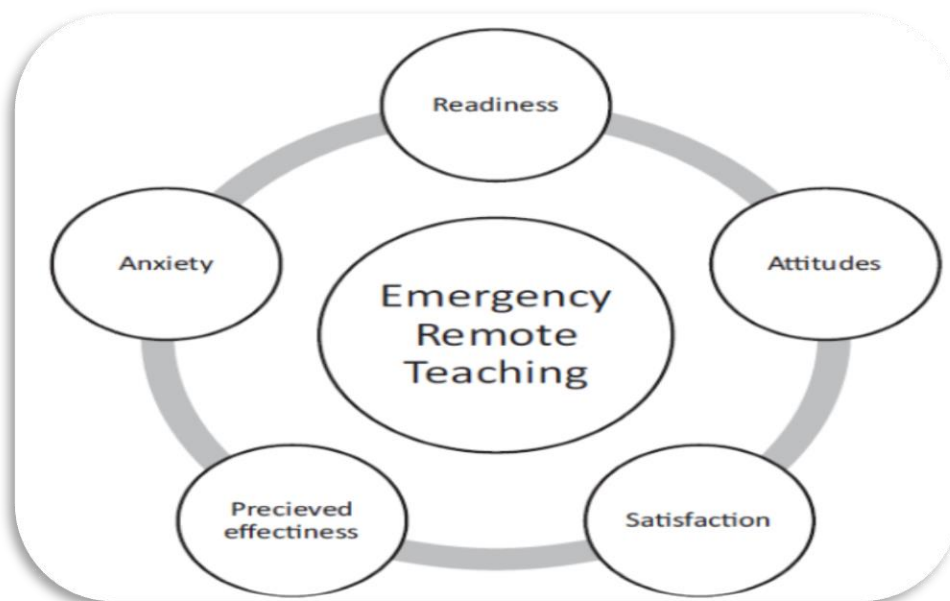 Readiness
Anxiety
Attitudes
Emergency
Remote
Teaching
Precieved
effectiness
Satisfaction